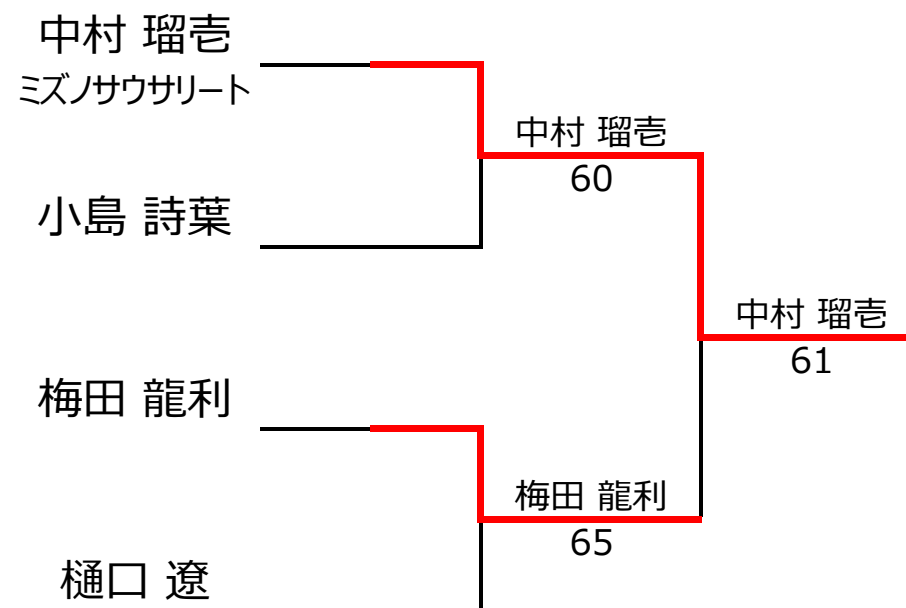 中村 瑠壱
ミズノサウサリート
中村 瑠壱
60
小島 詩葉
中村 瑠壱
61
梅田 龍利
梅田 龍利
65
樋口 遼